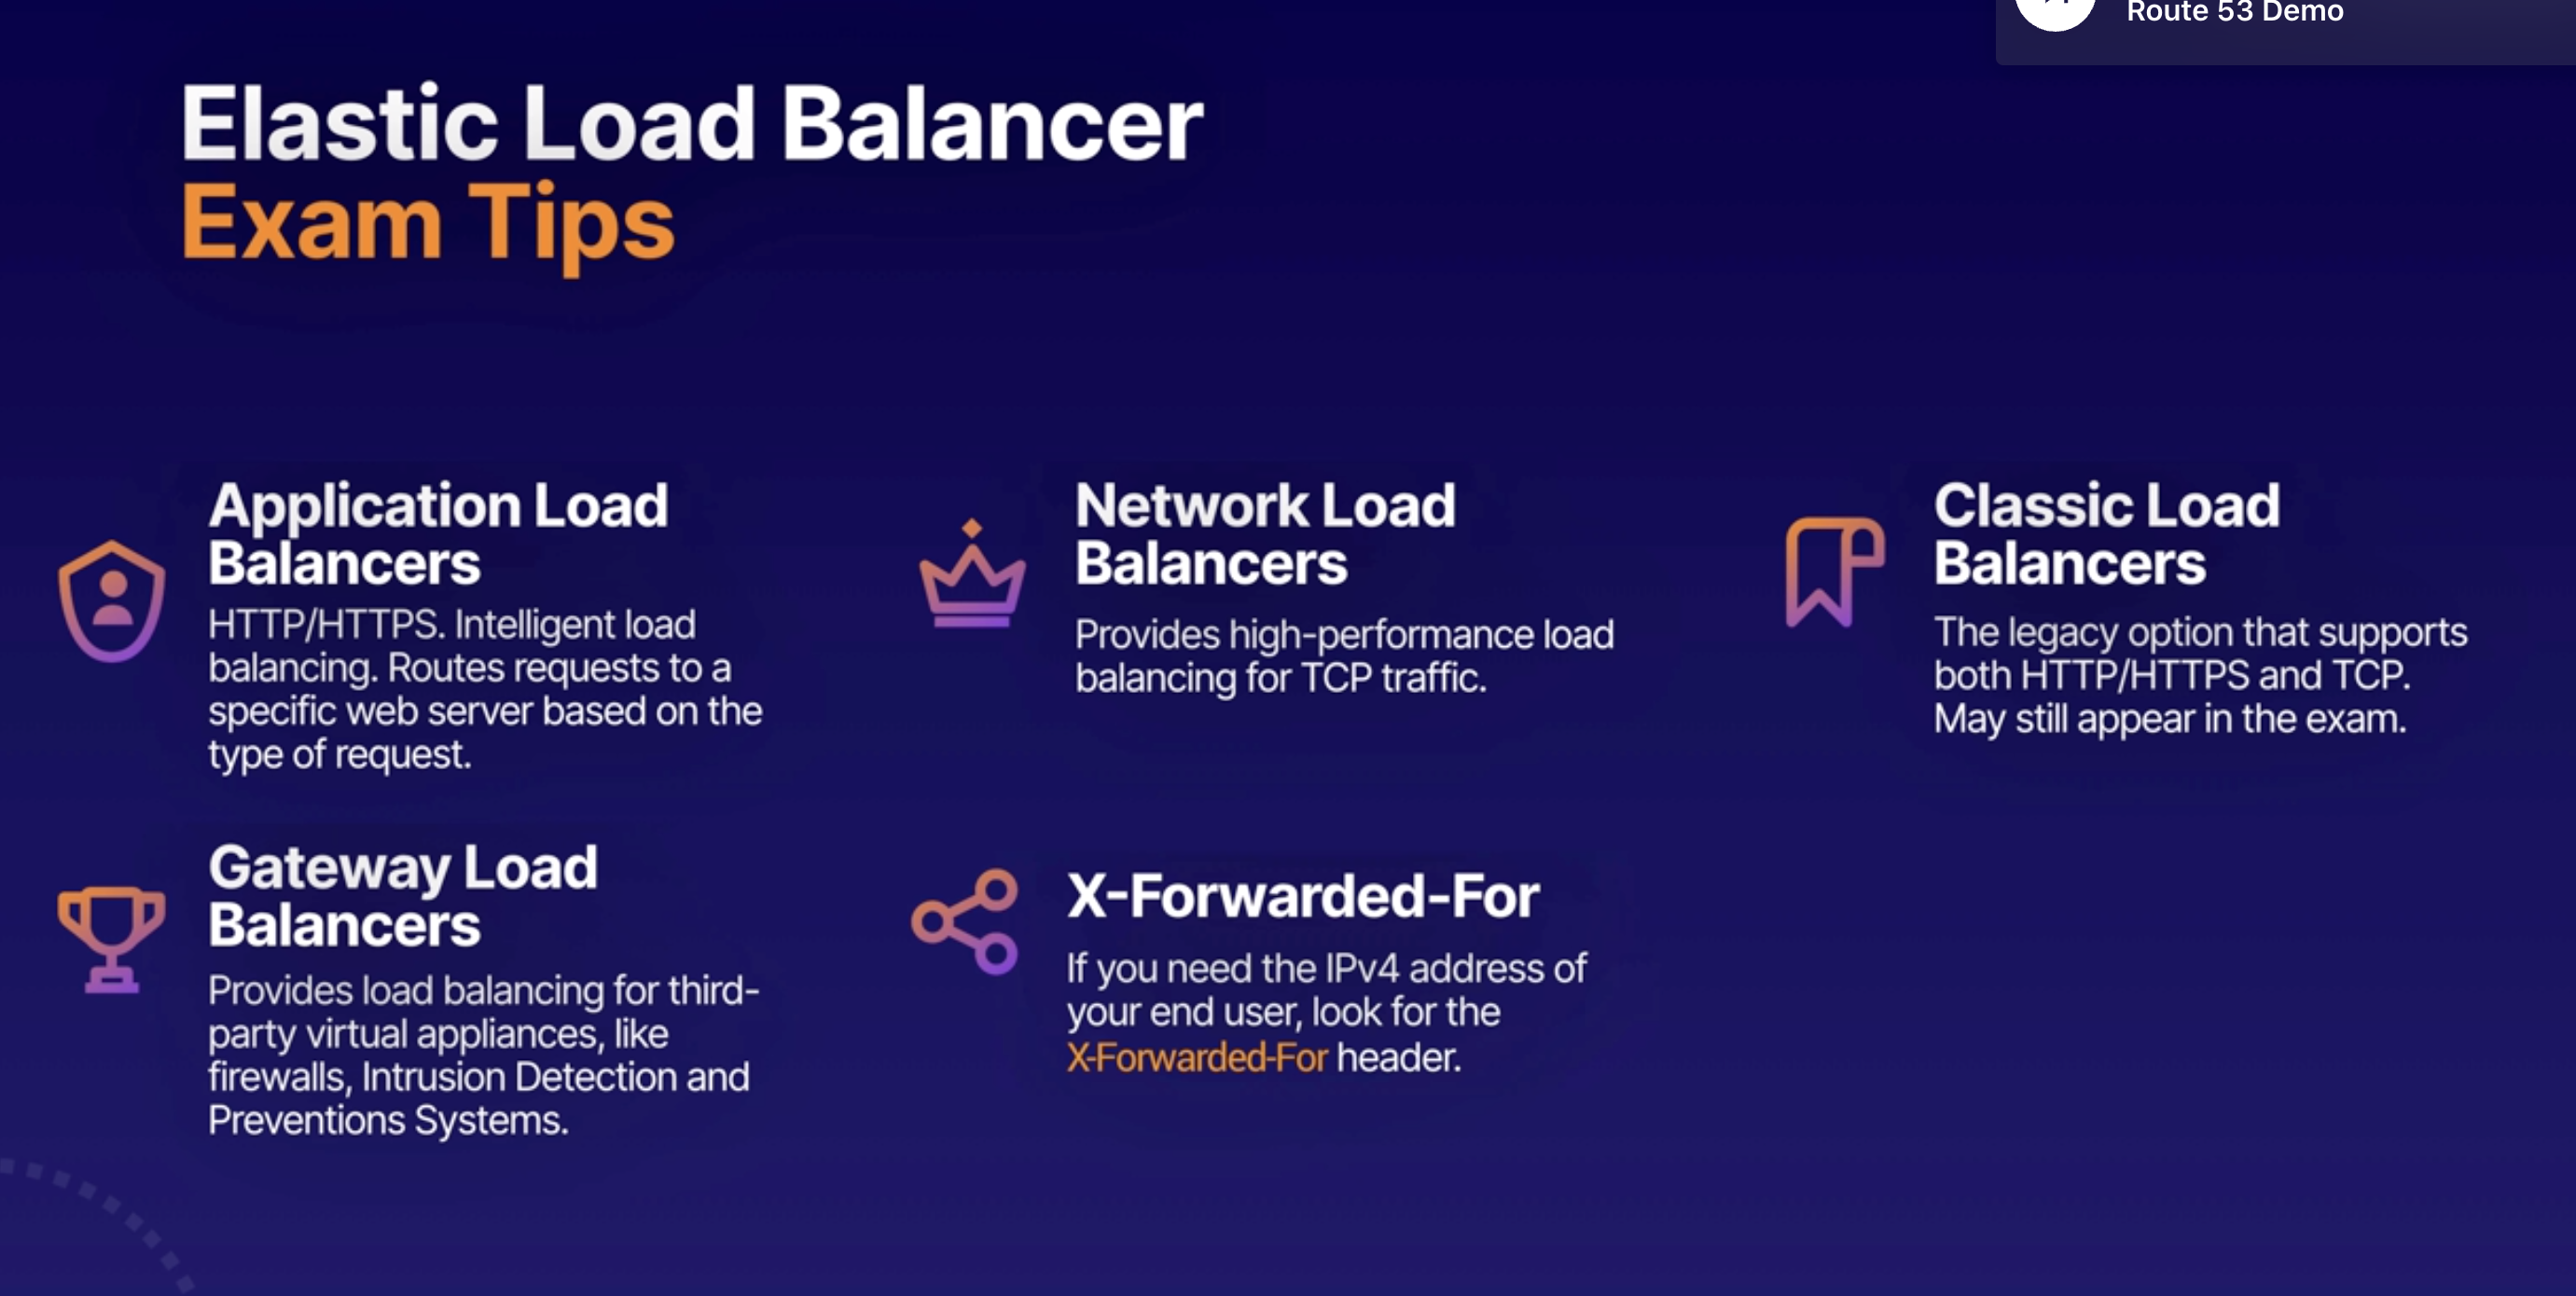 Route 53 Demo
Elastic Load Balancer
Exam Tips
Application Load
Balancers
HTTP/HTTPS. Intelligent load
balancing. Routes requests to a
specific web server based on the
type of request.
Network Load
Balancers
Provides high-performance load
balancing for TCP traffic.
Classic Load
Balancers
The legacy option that supports
both HTTP/HTTPS and TCP.
May still appear in the exam.
Gateway Load
Balancers
Provides load balancing for third-
party virtual appliances, like
firewalls, Intrusion Detection and
Preventions Systems.
X-Forwarded-For
If you need the IPv4 address of
your end user, look for the
X-Forwarded-For header.